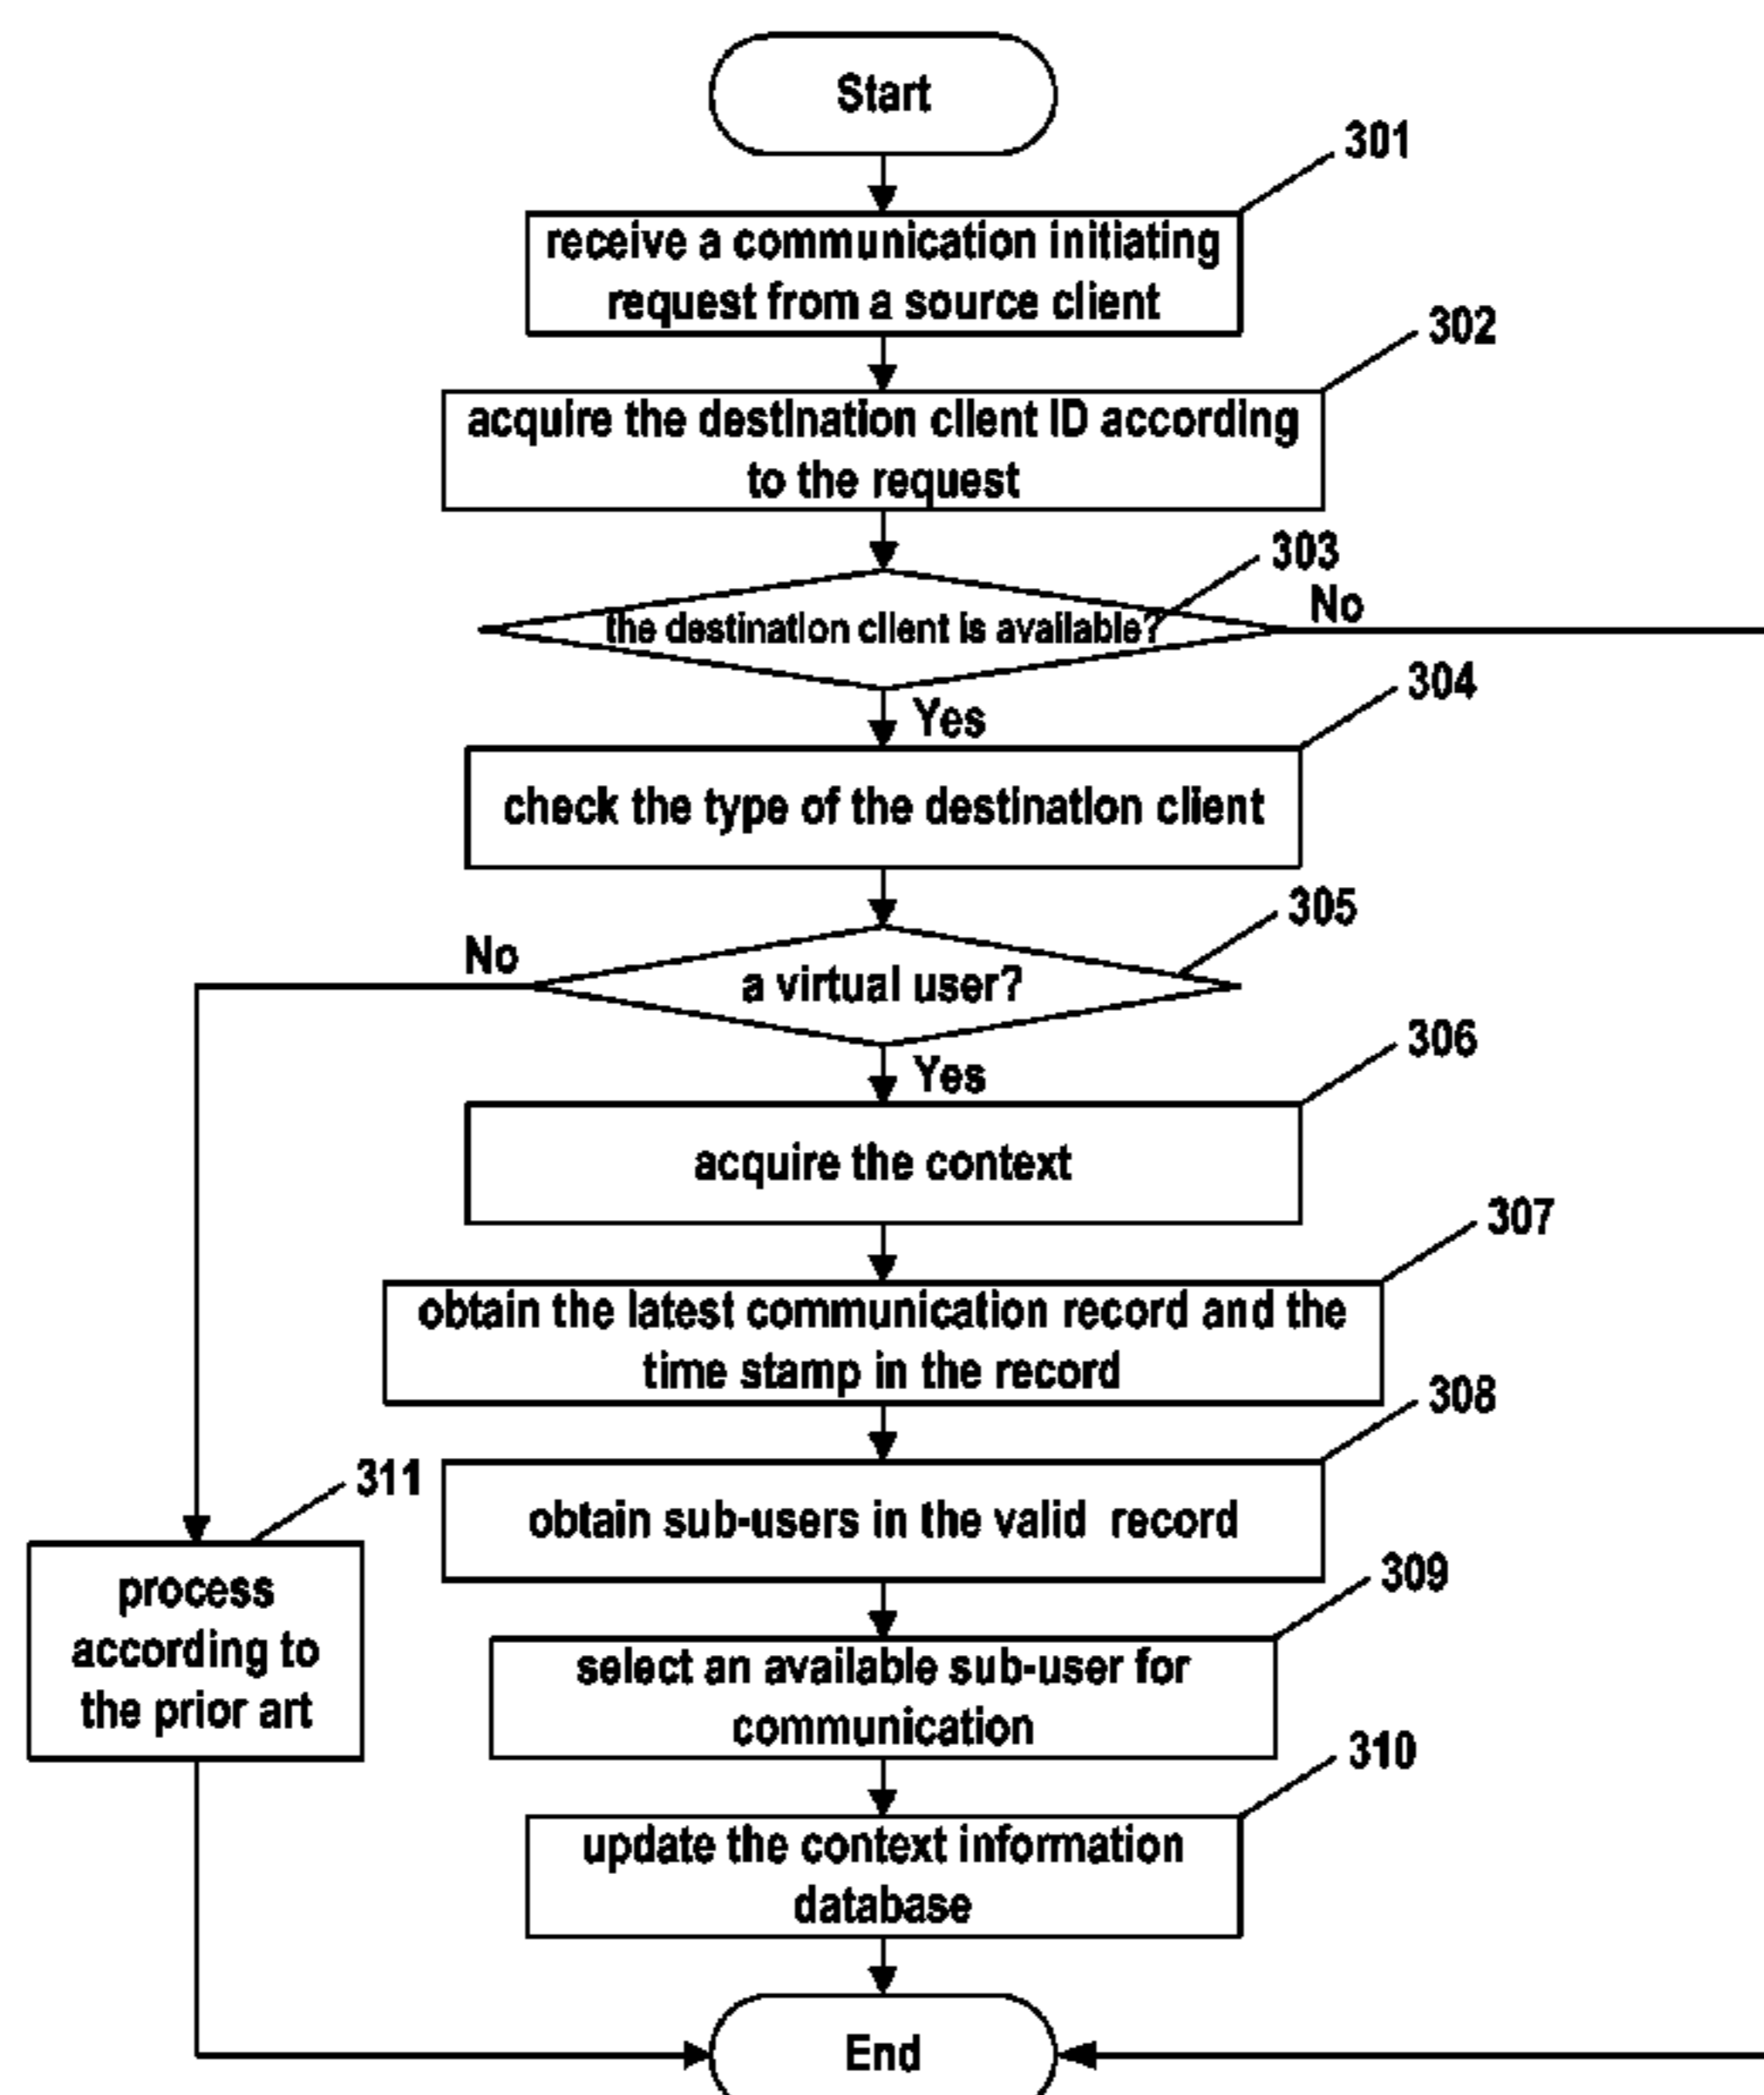 Start
301
receive a communication initiating
request from a source client
302
acquire the destination client ID according
to the request
303
the destination client is available?
No
304
Yes
check the type of the destination client
305
No
a virtual user?
306
Yes
acquire the context
307
obtain the latest communication record and the
time stamp in the record
308
obtain sub-users in the valid record
311
process
according to
the prior art
309
select an available sub-user for
communication
310
update the context information
database
End